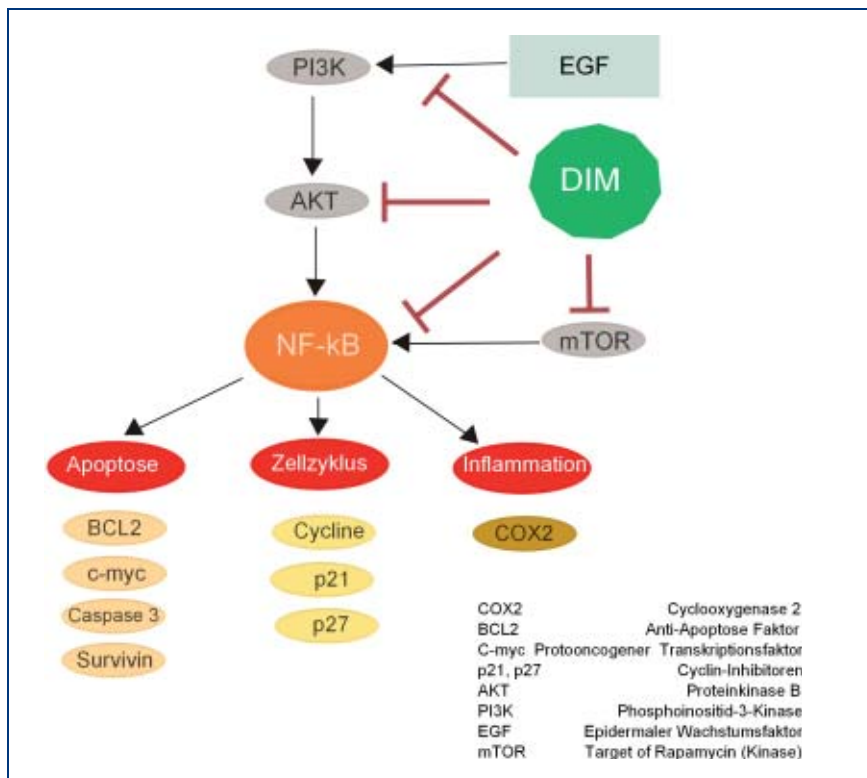 PI3K
EGF
DIM
AKT
NF-kB
mTOR
Apoptose
Zellzyklus
Inflammation
BCL2
Cycline
COX2
c-myc
p21
Caspase 3
p27
Survivin
COX2 Cyclooxygenase 2
BCL2 Anti-Apoptose Faktor
C-myc Protooncogener Transkriptionsfaktor
p21, p27 Cyclin-Inhibitoren
AKT Proteinkinase B
PI3K Phosphoinositid-3-Kinase
EGF Epidermaler Wachstumsfaktor
mTOR Target of Rapamycin (Kinase)